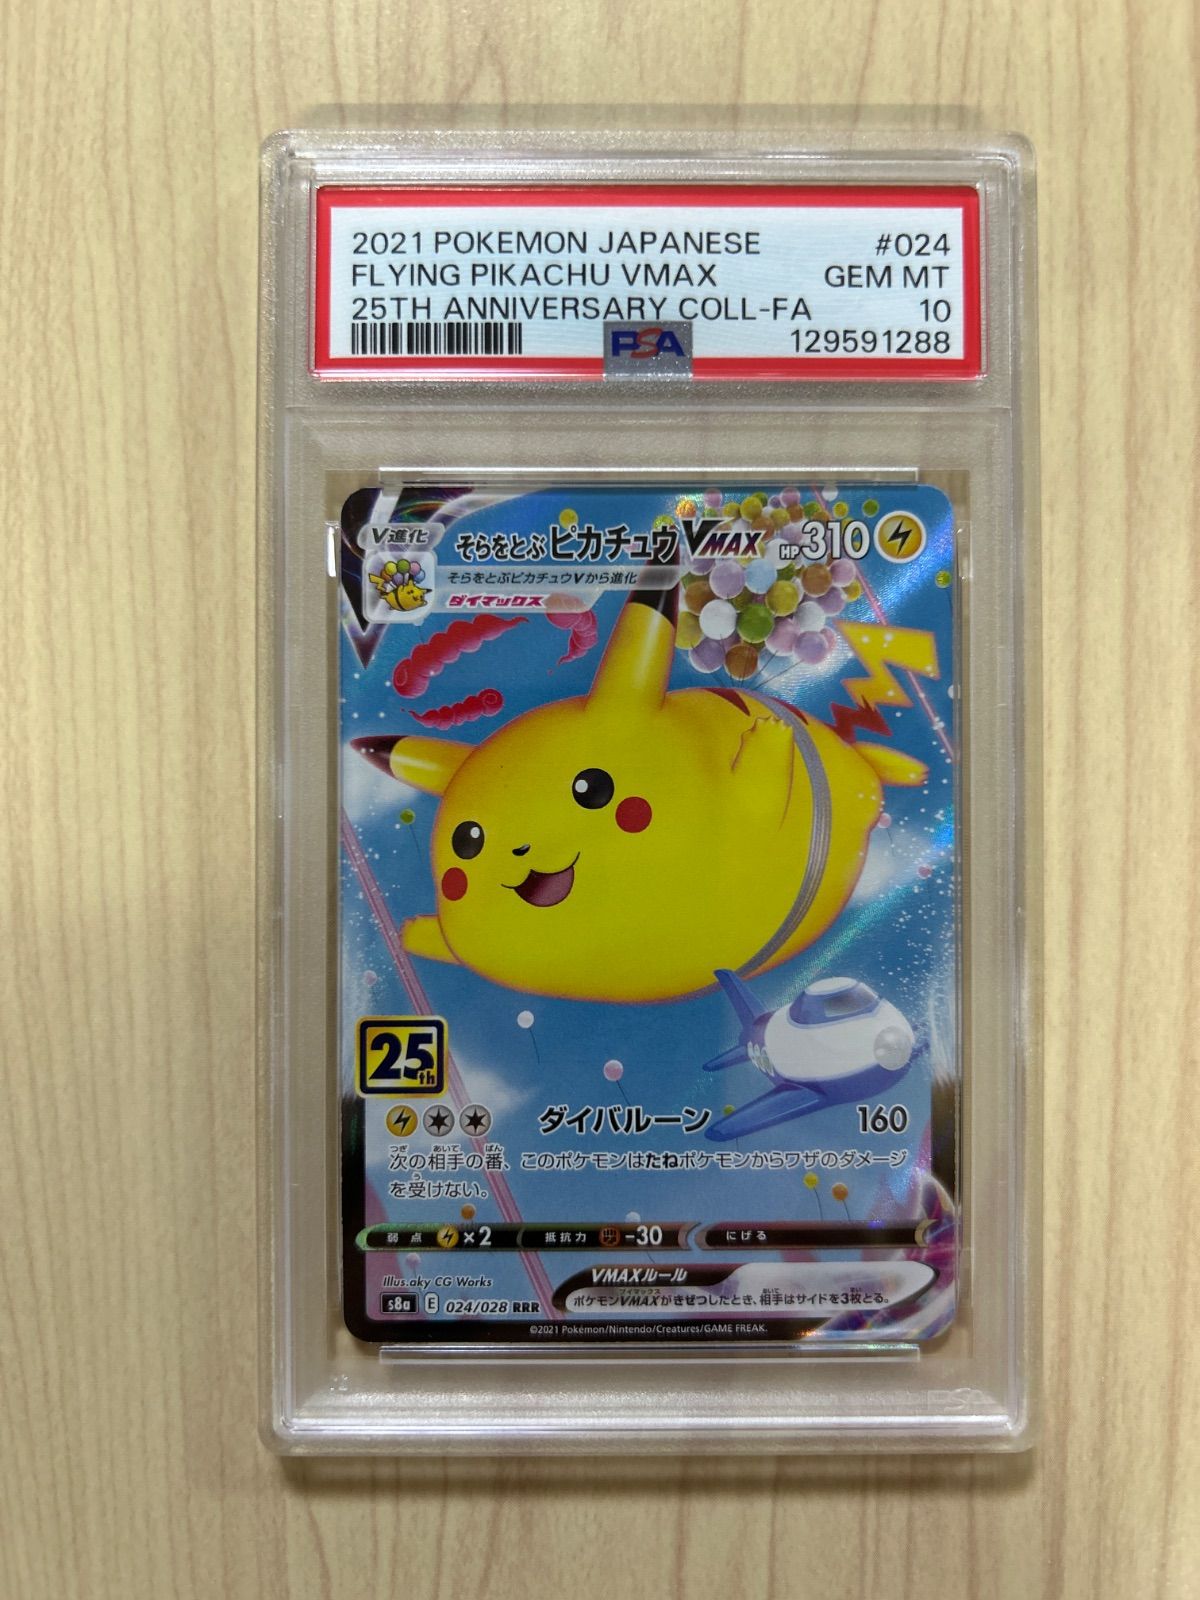 2021 POKEMON JAPANESE #024
FLYING PIKACHU VMAX GEM MT
25TH ANNIVERSARY COLL-FA 10
PSA 129591288
V進化 そらをとぶピカチュウVMAX HP310
そらをとぶピカチュウVから進化
ダイマックス
25th
ダイバルーン 160
次の相手の番、このポケモンはたねポケモンからワザのダメージ
を受けない。
弱点 ×2 抵抗力 -30 にげる
Illus.aky CG Works
VMAXルール
ポケモンVMAXがきぜつしたとき、相手はサイドを3枚とる。
s8a E 024/028 RRR
©2021 Pokémon/Nintendo/Creatures/GAME FREAK.